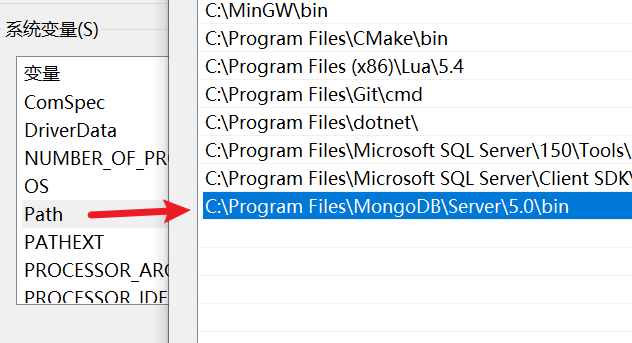 系统变量(S)
变量
ComSpec
DriverData
NUMBER_OF_PR
OS
Path
PATHEXT
PROCESSOR_ARC
PROCESSOR_IDE
C:\MinGW\bin
C:\Program Files\CMake\bin
C:\Program Files (x86)\Lua\5.4
C:\Program Files\Git\cmd
C:\Program Files\dotnet\
C:\Program Files\Microsoft SQL Server\150\Tools\
C:\Program Files\Microsoft SQL Server\Client SDK\
C:\Program Files\MongoDB\Server\5.0\bin